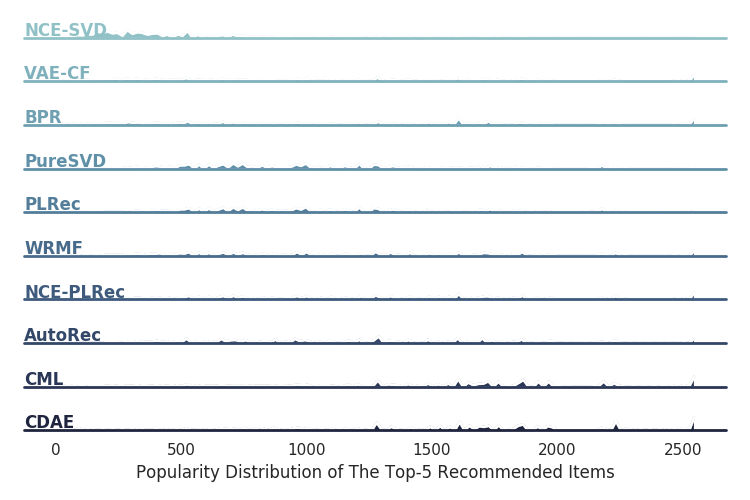 NCE-SVD
VAE-CF
BPR
PureSVD
PLRec
WRMF
NCE-PLRec
AutoRec
CML
CDAE
0 500 1000 1500 2000 2500
Popularity Distribution of The Top-5 Recommended Items